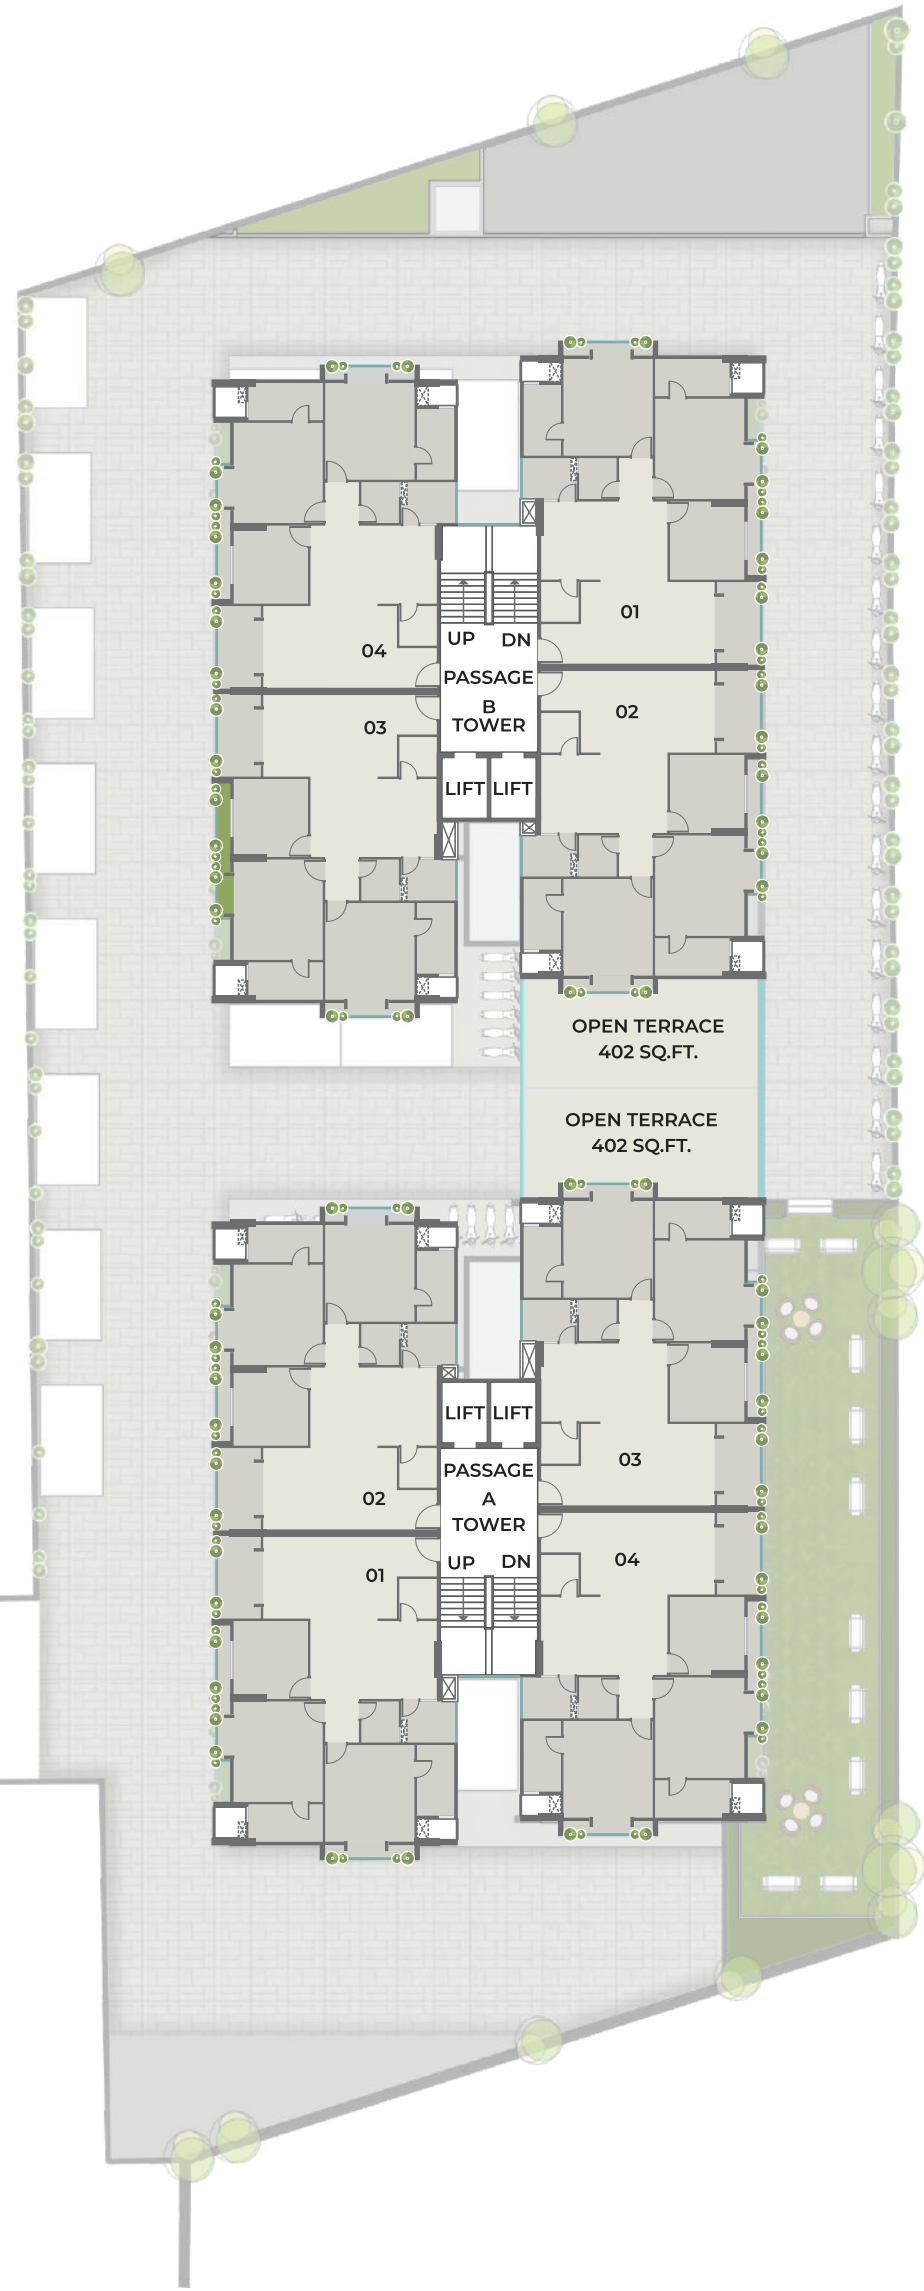 01
UP
DN
04
PASSAGE
B
TOWER
02
03
LIFT
LIFT
OPEN TERRACE
402 SQ.FT.
OPEN TERRACE
402 SQ.FT.
LIFT
LIFT
03
PASSAGE
A
TOWER
02
UP
DN
04
01